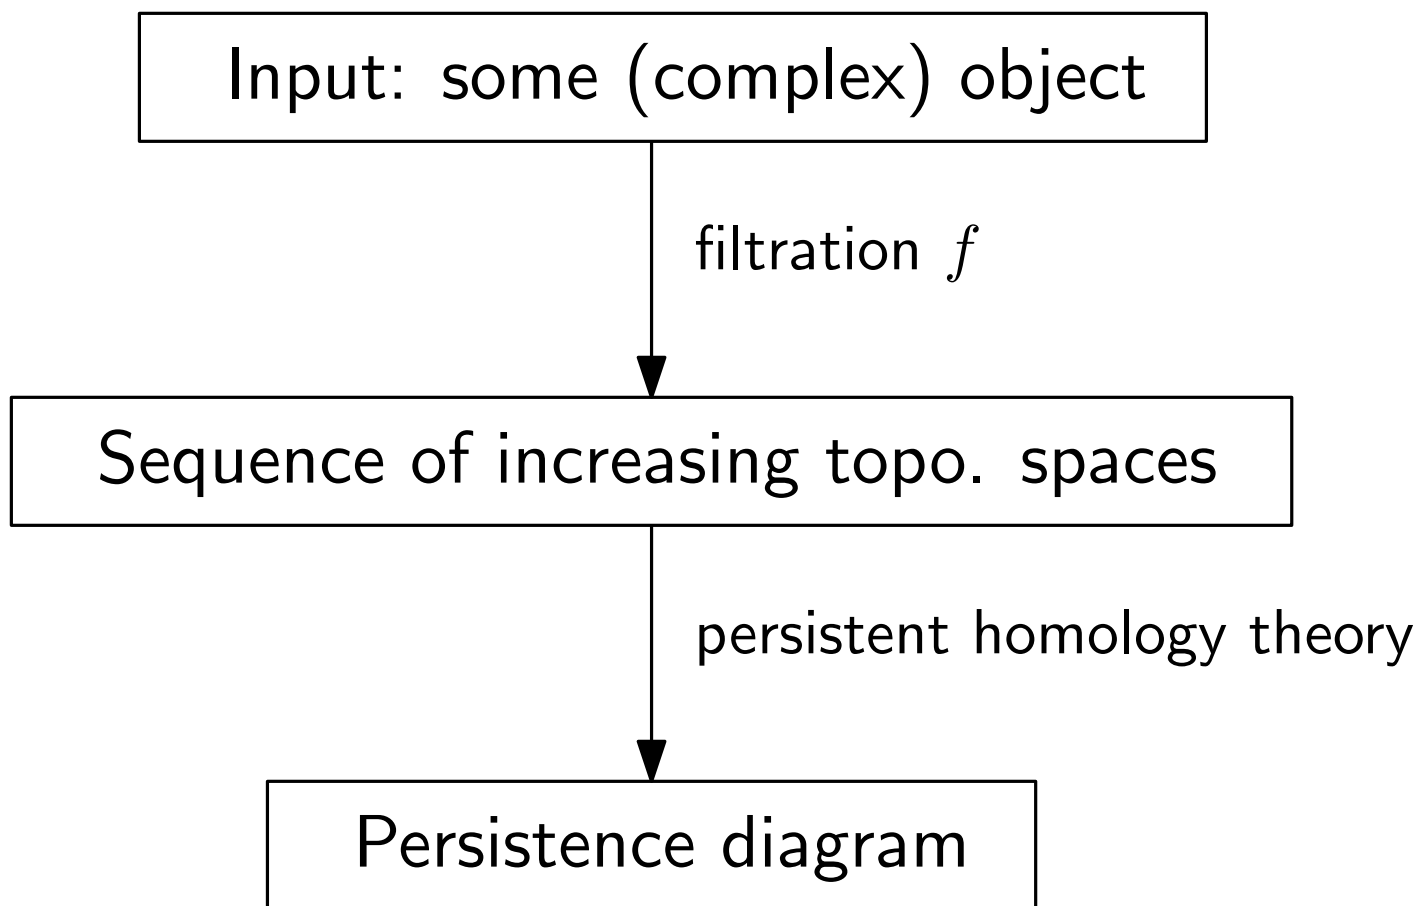 Input: some (complex) object
filtration f
Sequence of increasing topo. spaces
persistent homology theory
Persistence diagram